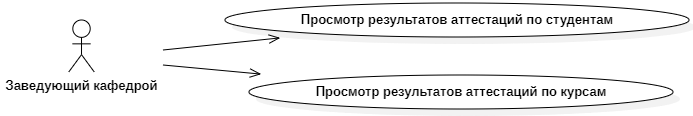 Просмотр результатов аттестаций по студентам
Заведующий кафедрой
Просмотр результатов аттестаций по курсам